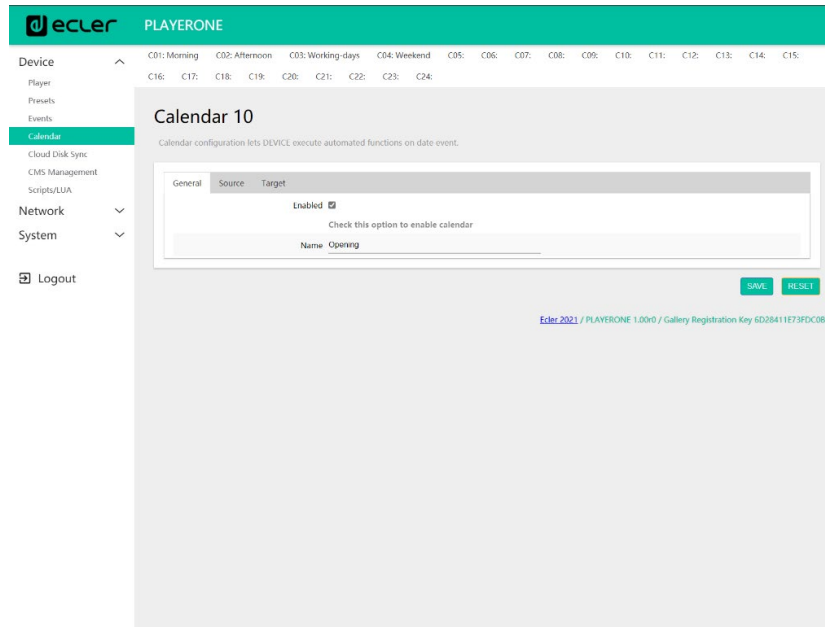 ecler
PLAYERONE
Device
Player
Presets
Events
Calendar
Cloud Disk Sync
CMS Management
Scripts/LUA
Network
System
Logout
C01: Morning C02: Afternoon C03: Working-days C04: Weekend C05: C06: C07: C08: C09: C10: C11: C12: C13: C14: C15:
C16: C17: C18: C19: C20: C21: C22: C23: C24:
Calendar 10
Calendar configuration lets DEVICE execute automated functions on date event.
General Source Target
Enabled
Check this option to enable calendar
Name Opening
SAVE RESET
Ecler 2021 / PLAYERONE 1.00r0 / Gallery Registration Key 6D28411E73FDC0B